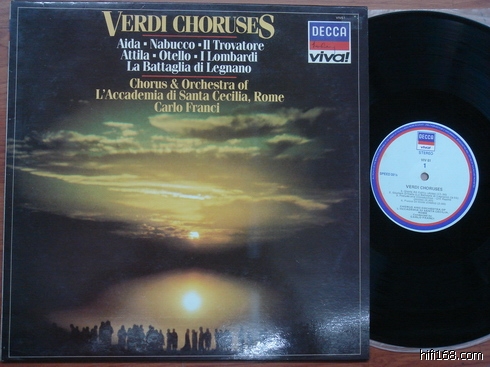 VERDI CHORUSES
Aida • Nabucco • Il Trovatore
Attila • Otello • I Lombardi
La Battaglia di Legnano
Chorus & Orchestra of
L'Accademia di Santa Cecilia, Rome
Carlo Franci
DECCA
viva!
DECCA
STEREO
1
VERDI CHORUSES
hifi168.com